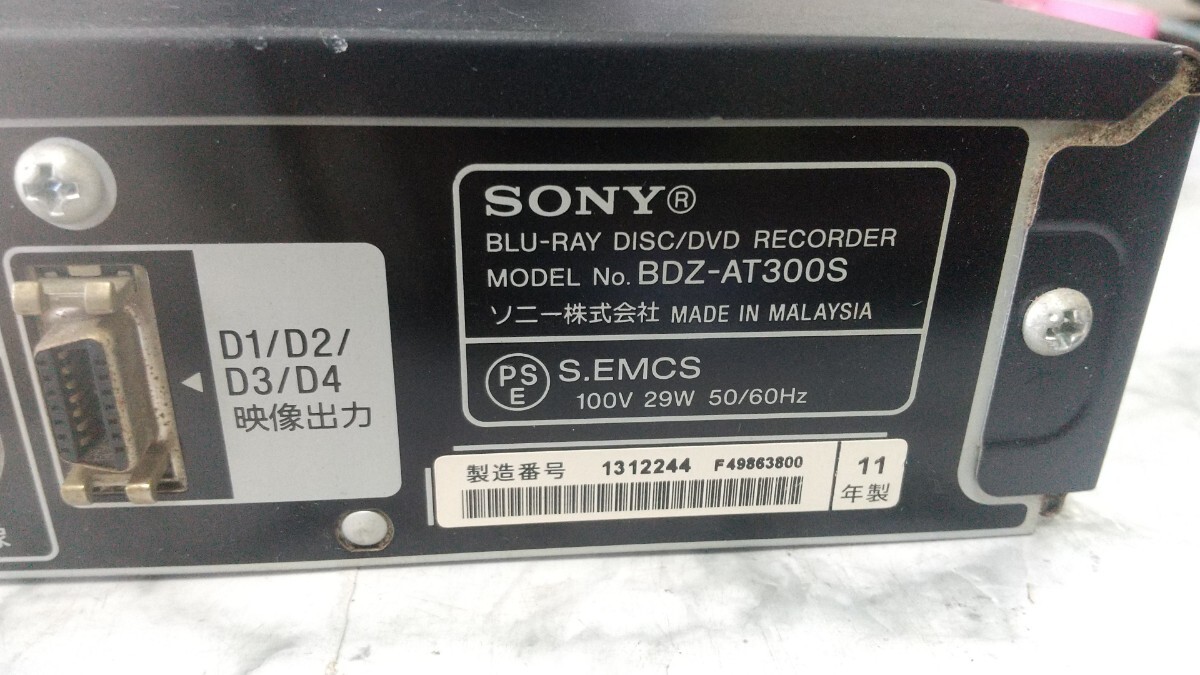 SONY®
BLU-RAY DISC/DVD RECORDER
MODEL No. BDZ-AT300S
ソニー株式会社 MADE IN MALAYSIA
PSE S.EMCS
100V 29W 50/60Hz
D1/D2/
D3/D4
映像出力
製造番号 1312244 F49863800
11
年製